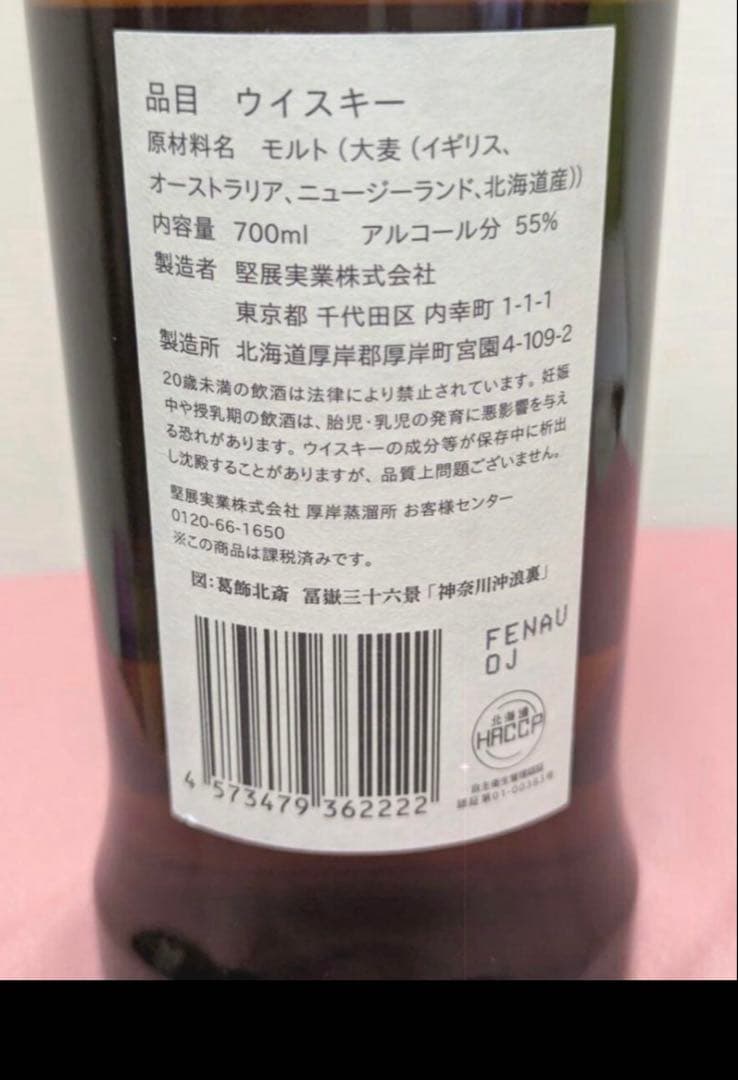 品目 ウイスキー
原材料名 モルト（大麦（イギリス、
オーストラリア、ニュージーランド、北海道産））
内容量 700ml アルコール分 55%
製造者 堅展実業株式会社
東京都 千代田区 内幸町 1-1-1
製造所 北海道厚岸郡厚岸町宮園4-109-2
20歳未満の飲酒は法律により禁止されています。妊娠
中や授乳期の飲酒は、胎児・乳児の発育に悪影響を与え
る恐れがあります。ウイスキーの成分等が保存中に析出
し沈殿することがありますが、品質上問題ございません。
堅展実業株式会社 厚岸蒸溜所 お客様センター
0120-66-1650
※この商品は課税済みです。
図：葛飾北斎 冨嶽三十六景「神奈川沖浪裏」
FENAU
OJ
北海道
HACCP
自主衛生管理認証
4 573479 362222